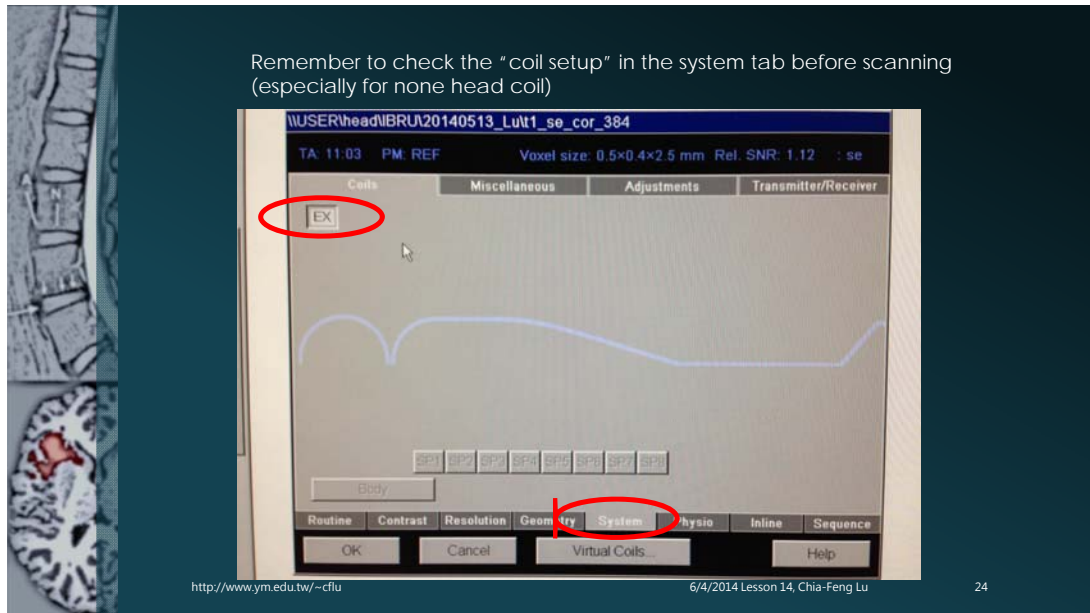 Remember to check the “coil setup” in the system tab before scanning
(especially for none head coil)
\\USER\head\IBRU\20140513_Lu\t1_se_cor_384
TA: 11:03 PM: REF Voxel size: 0.5×0.4×2.5 mm Rel. SNR: 1.12 : se
Coils Miscellaneous Adjustments Transmitter/Receiver
EX
SP1 SP2 SP3 SP4 SP5 SP6 SP7 SP8
Body
Routine Contrast Resolution Geometry System Physio Inline Sequence
OK Cancel Virtual Coils... Help
http://www.ym.edu.tw/~cflu 6/4/2014 Lesson 14, Chia-Feng Lu 24